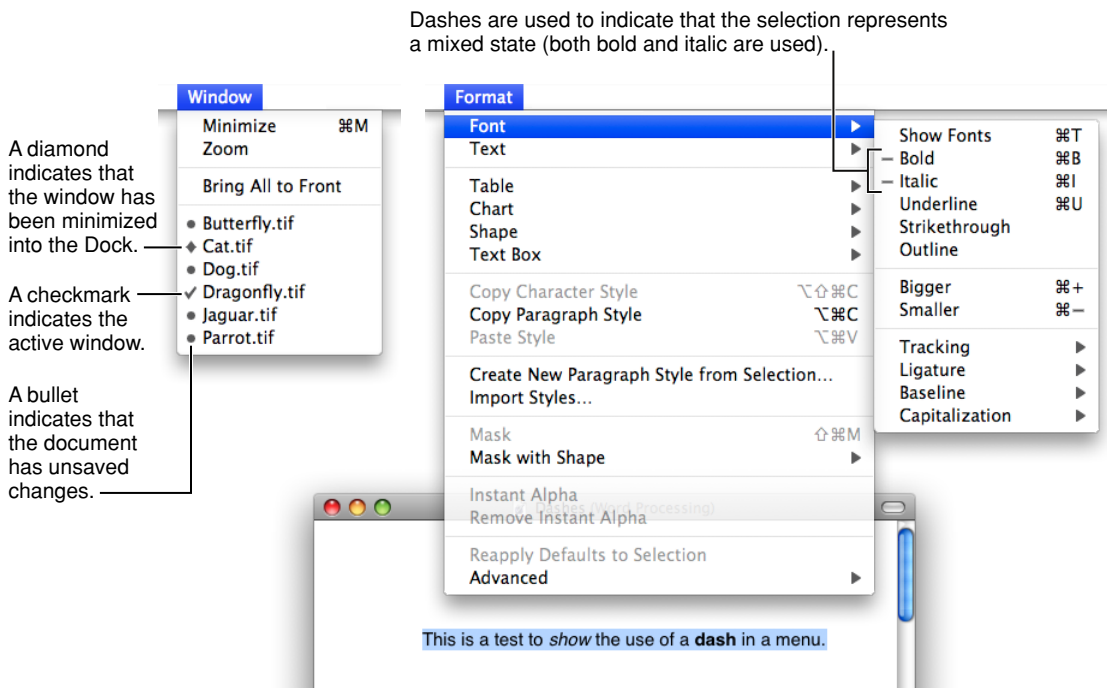 Dashes are used to indicate that the selection represents
a mixed state (both bold and italic are used).
Window
Minimize ⌘M
Zoom
Bring All to Front
• Butterfly.tif
◆ Cat.tif
• Dog.tif
✓ Dragonfly.tif
• Jaguar.tif
• Parrot.tif
A diamond
indicates that
the window has
been minimized
into the Dock.
A checkmark
indicates the
active window.
A bullet
indicates that
the document
has unsaved
changes.
Format
Font
Text
Table
Chart
Shape
Text Box
Copy Character Style ⌥⇧⌘C
Copy Paragraph Style ⌥⌘C
Paste Style ⌥⌘V
Create New Paragraph Style from Selection...
Import Styles...
Mask ⇧⌘M
Mask with Shape
Instant Alpha
Remove Instant Alpha
Reapply Defaults to Selection
Advanced
Show Fonts ⌘T
– Bold ⌘B
– Italic ⌘I
Underline ⌘U
Strikethrough
Outline
Bigger ⌘+
Smaller ⌘–
Tracking
Ligature
Baseline
Capitalization
Dashes (Word Processing)
This is a test to show the use of a dash in a menu.